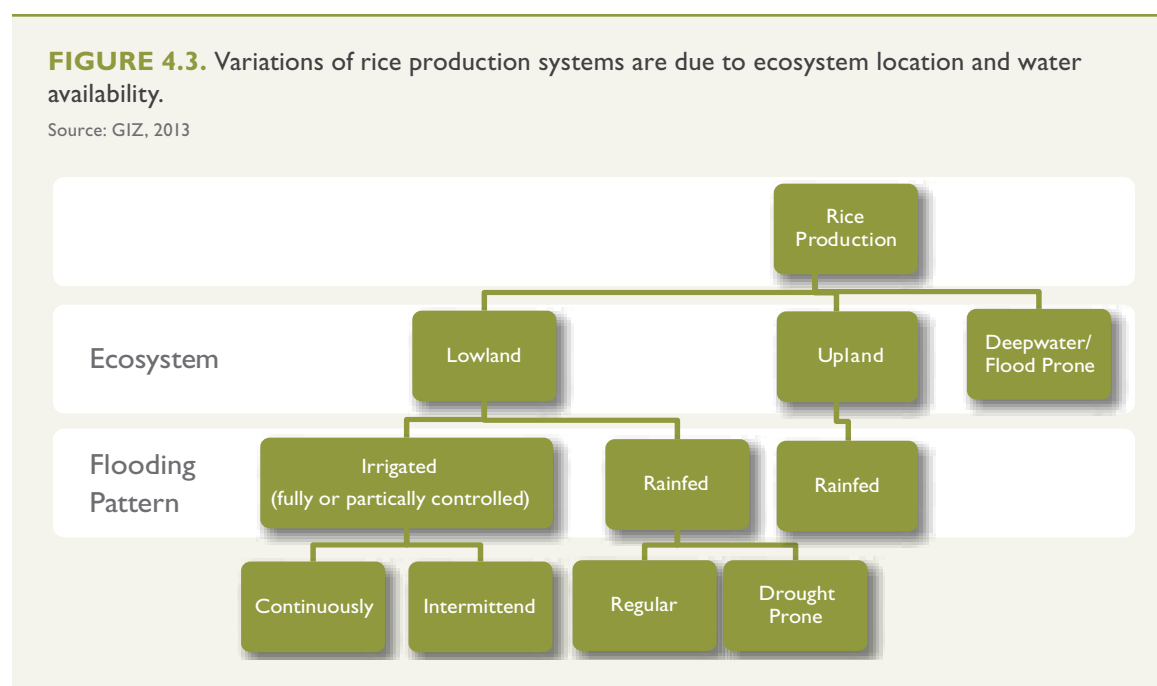 FIGURE 4.3. Variations of rice production systems are due to ecosystem location and water
availability.
Source: GIZ, 2013
Rice
Production
Ecosystem
Lowland
Upland
Deepwater/
Flood Prone
Flooding
Pattern
Irrigated
(fully or partically controlled)
Rainfed
Rainfed
Continuously
Intermittend
Regular
Drought
Prone